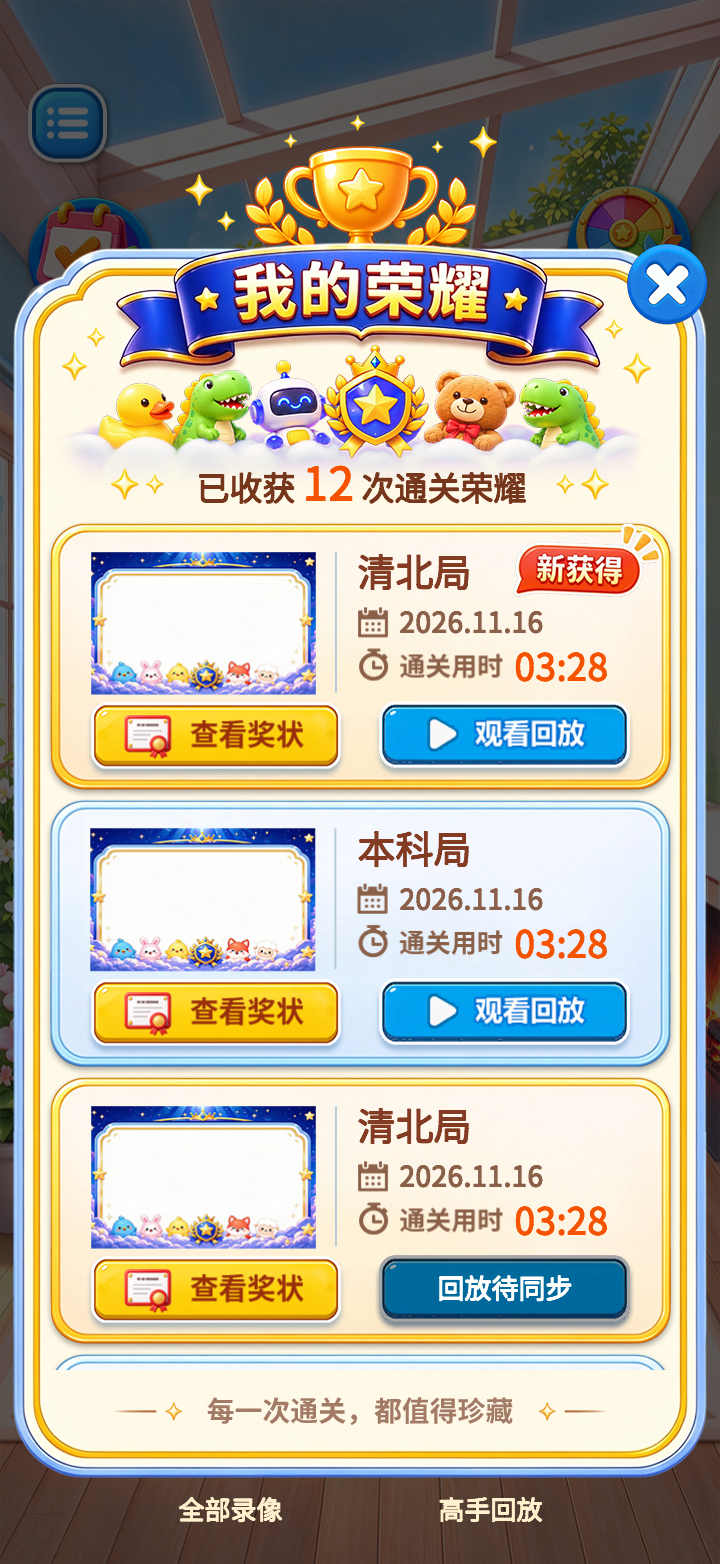 我的荣耀
已收获 12 次通关荣耀
清北局
新获得
2026.11.16
通关用时 03:28
查看奖状
观看回放
本科局
2026.11.16
通关用时 03:28
查看奖状
观看回放
清北局
2026.11.16
通关用时 03:28
查看奖状
回放待同步
每一次通关，都值得珍藏
全部录像
高手回放